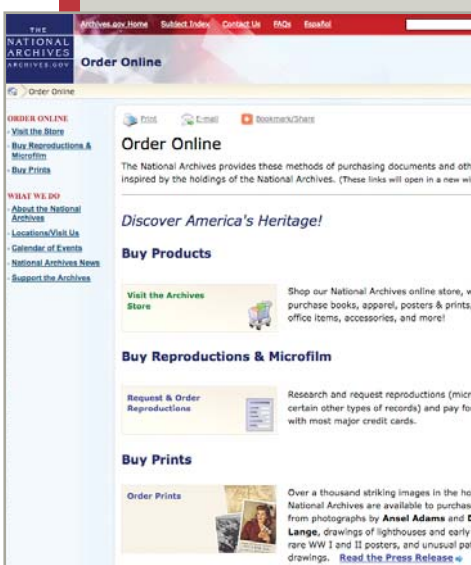 Archives.gov Home Subject Index Contact Us FAQs Español
THE
NATIONAL
ARCHIVES
ARCHIVES.GOV
Order Online
Order Online
ORDER ONLINE
Visit the Store
Buy Reproductions &
Microfilm
Buy Prints
WHAT WE DO
About the National
Archives
Locations/Visit Us
Calendar of Events
National Archives News
Support the Archives
Print E-mail Bookmark/Share
Order Online
The National Archives provides these methods of purchasing documents and oth
inspired by the holdings of the National Archives. (These links will open in a new wi
Discover America's Heritage!
Buy Products
Visit the Archives
Store
Shop our National Archives online store, w
purchase books, apparel, posters & prints,
office items, accessories, and more!
Buy Reproductions & Microfilm
Request & Order
Reproductions
Research and request reproductions (micr
certain other types of records) and pay fo
with most major credit cards.
Buy Prints
Order Prints
Over a thousand striking images in the ho
National Archives are available to purchas
from photographs by Ansel Adams and D
Lange, drawings of lighthouses and early
rare WW I and II posters, and unusual pat
drawings. Read the Press Release